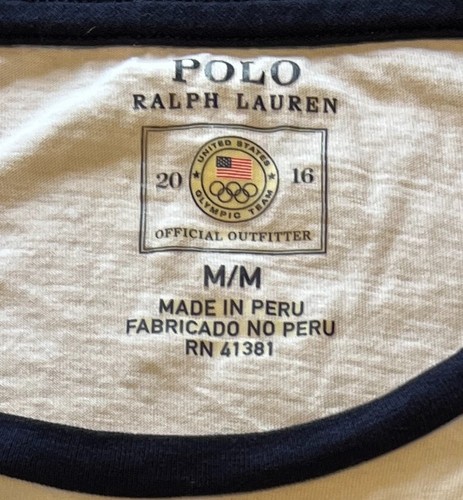 POLO
RALPH LAUREN
UNITED STATES
20 16
OLYMPIC TEAM
OFFICIAL OUTFITTER
M/M
MADE IN PERU
FABRICADO NO PERU
RN 41381